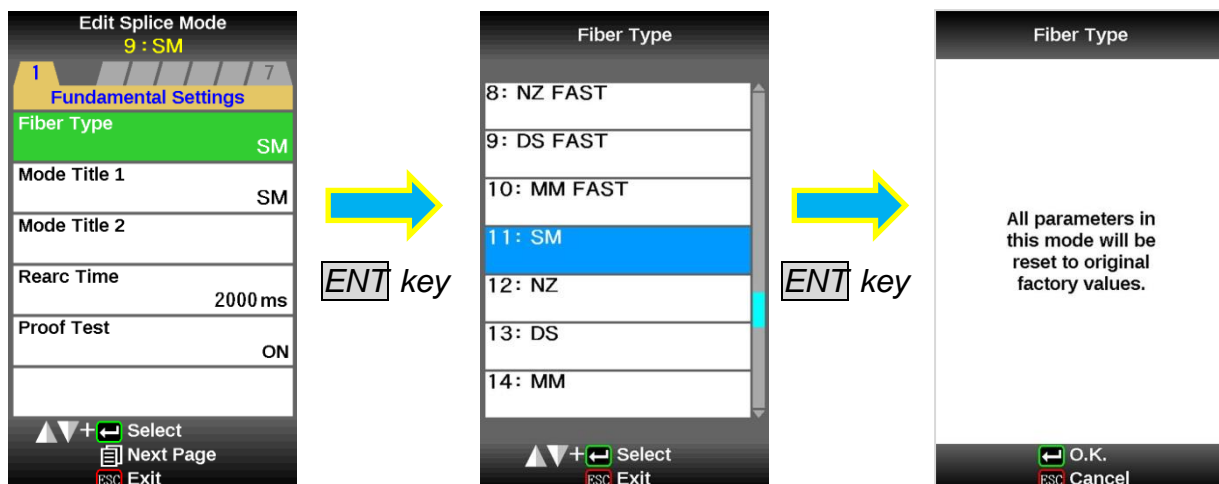 Edit Splice Mode
9 : SM
1
7
Fundamental Settings
Fiber Type
SM
Mode Title 1
SM
Mode Title 2
Rearc Time
2000 ms
Proof Test
ON
+ Select
Next Page
ESC Exit
ENT key
Fiber Type
8: NZ FAST
9: DS FAST
10: MM FAST
11: SM
12: NZ
13: DS
14: MM
+ Select
ESC Exit
ENT key
Fiber Type
All parameters in
this mode will be
reset to original
factory values.
O.K.
ESC Cancel